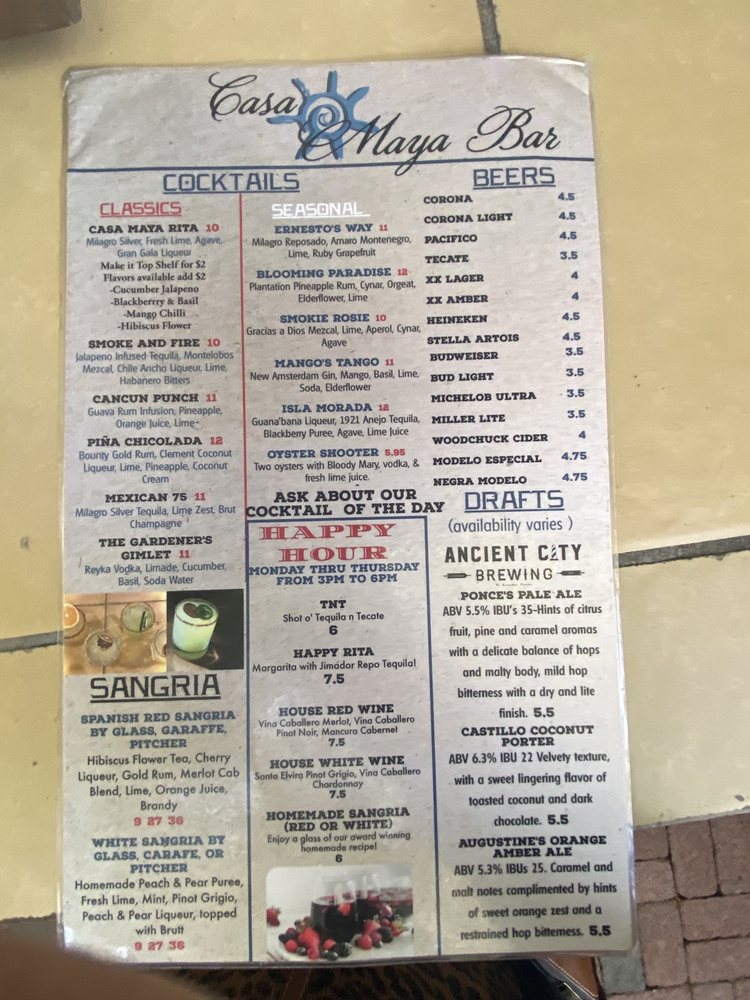 Casa Maya Bar
COCKTAILS
CLASSICS
CASA MAYA RITA 10
Milagro Silver, Fresh Lime, Agave,
Gran Gala Liqueur
Make it Top Shelf for $2
Flavors available add $2
-Cucumber Jalapeno
-Blackberrry & Basil
-Mango Chilli
-Hibiscus Flower
SMOKE AND FIRE 10
Jalapeno Infused Tequila, Montelobos
Mezcal, Chile Ancho Liqueur, Lime,
Habanero Bitters
CANCUN PUNCH 11
Guava Rum Infusion, Pineapple,
Orange Juice, Lime~
PIÑA CHICOLADA 12
Bounty Gold Rum, Clement Coconut
Liqueur, Lime, Pineapple, Coconut
Cream
MEXICAN 75 11
Milagro Silver Tequila, Lime Zest, Brut
Champagne
THE GARDENER'S
GIMLET 11
Reyka Vodka, Limade, Cucumber,
Basil, Soda Water
SANGRIA
SPANISH RED SANGRIA
BY GLASS, GARAFFE,
PITCHER
Hibiscus Flower Tea, Cherry
Liqueur, Gold Rum, Merlot Cab
Blend, Lime, Orange Juice,
Brandy
9 27 36
WHITE SANGRIA BY
GLASS, CARAFE, OR
PITCHER
Homemade Peach & Pear Puree,
Fresh Lime, Mint, Pinot Grigio,
Peach & Pear Liqueur, topped
with Brutt
9 27 36
SEASONAL
ERNESTO'S WAY 11
Milagro Reposado, Amaro Montenegro,
Lime, Ruby Grapefruit
BLOOMING PARADISE 12
Plantation Pineapple Rum, Cynar, Orgeat,
Elderflower, Lime
SMOKIE ROSIE 10
Gracias a Dios Mezcal, Lime, Aperol, Cynar,
Agave
MANGO'S TANGO 11
New Amsterdam Gin, Mango, Basil, Lime,
Soda, Elderflower
ISLA MORADA 12
Guana'bana Liqueur, 1921 Anejo Tequila,
Blackberry Puree, Agave, Lime Juice
OYSTER SHOOTER 5.95
Two oysters with Bloody Mary, vodka, &
fresh lime juice.
ASK ABOUT OUR
COCKTAIL OF THE DAY
HAPPY
HOUR
MONDAY THRU THURSDAY
FROM 3PM TO 6PM
TNT
Shot o' Tequila n Tecate
6
HAPPY RITA
Margarita with Jimador Repo Tequila!
7.5
HOUSE RED WINE
Vina Caballero Merlot, Vina Caballero
Pinot Noir, Mancura Cabernet
7.5
HOUSE WHITE WINE
Santa Elvira Pinot Grigio, Vina Caballero
Chardonnay
7.5
HOMEMADE SANGRIA
(RED OR WHITE)
Enjoy a glass of our award winning
homemade recipe!
6
BEERS
CORONA 4.5
CORONA LIGHT 4.5
PACIFICO 4.5
TECATE 3.5
XX LAGER 4
XX AMBER 4
HEINEKEN 4.5
STELLA ARTOIS 4.5
BUDWEISER 3.5
BUD LIGHT 3.5
MICHELOB ULTRA 3.5
MILLER LITE 3.5
WOODCHUCK CIDER 4
MODELO ESPECIAL 4.75
NEGRA MODELO 4.75
DRAFTS
(availability varies )
ANCIENT CITY
BREWING
PONCE'S PALE ALE
ABV 5.5% IBU's 35-Hints of citrus
fruit, pine and caramel aromas
with a delicate balance of hops
and malty body, mild hop
bitterness with a dry and lite
finish. 5.5
CASTILLO COCONUT
PORTER
ABV 6.3% IBU 22 Velvety texture,
with a sweet lingering flavor of
toasted coconut and dark
chocolate. 5.5
AUGUSTINE'S ORANGE
AMBER ALE
ABV 5.3% IBUs 25. Caramel and
malt notes complimented by hints
of sweet orange zest and a
restrained hop bitterness. 5.5